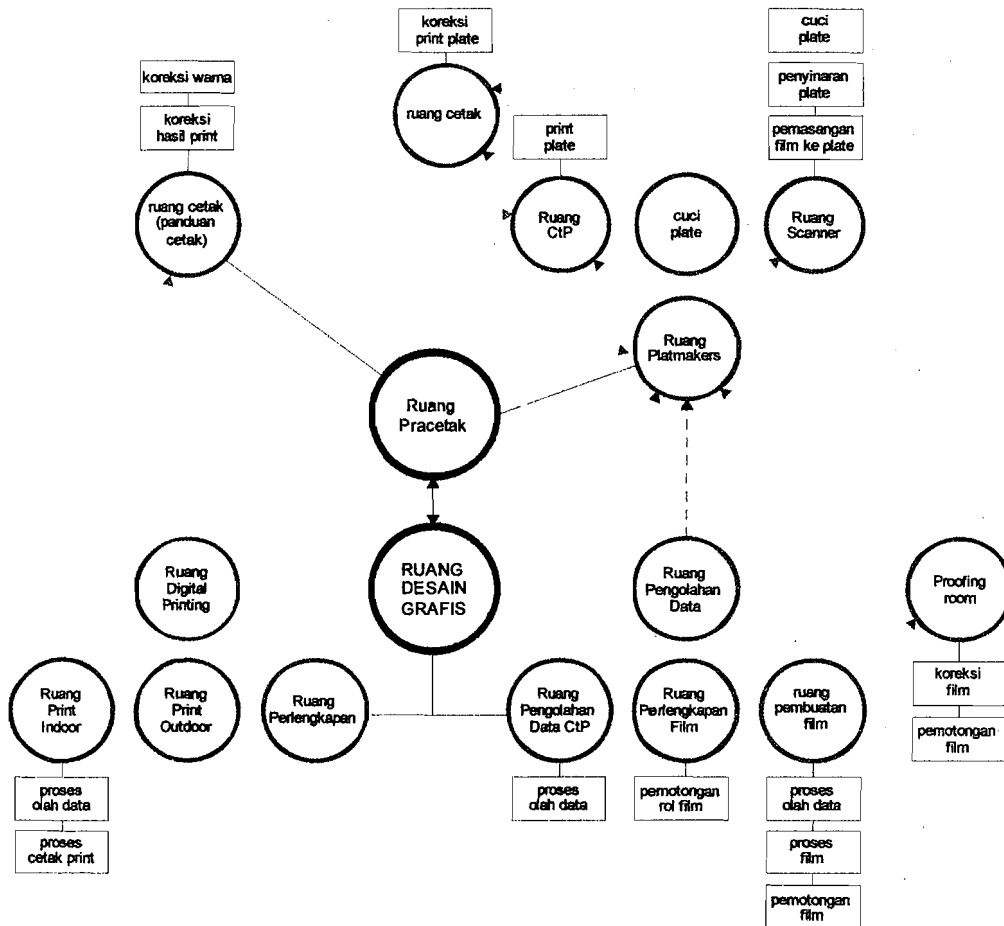 koreksi
print plate
cuci
plate
koreksi warna
penyinaran
plate
koreksi
hasil print
ruang cetak
print
plate
pemasangan
film ke plate
ruang cetak
(panduan
cetak)
Ruang
CtP
cuci
plate
Ruang
Scanner
Ruang
Platmakers
Ruang
Pracetak
Ruang
Digital
Printing
RUANG
DESAIN
GRAFIS
Ruang
Pengolahan
Data
Proofing
room
koreksi
film
pemotongan
film
Ruang
Print
Indoor
Ruang
Print
Outdoor
Ruang
Perlengkapan
Ruang
Pengolahan
Data CtP
Ruang
Perlengkapan
Film
ruang
pembuatan
film
proses
olah data
proses
cetak print
proses
olah data
pemotongan
rol film
proses
olah data
proses
film
pemotongan
film